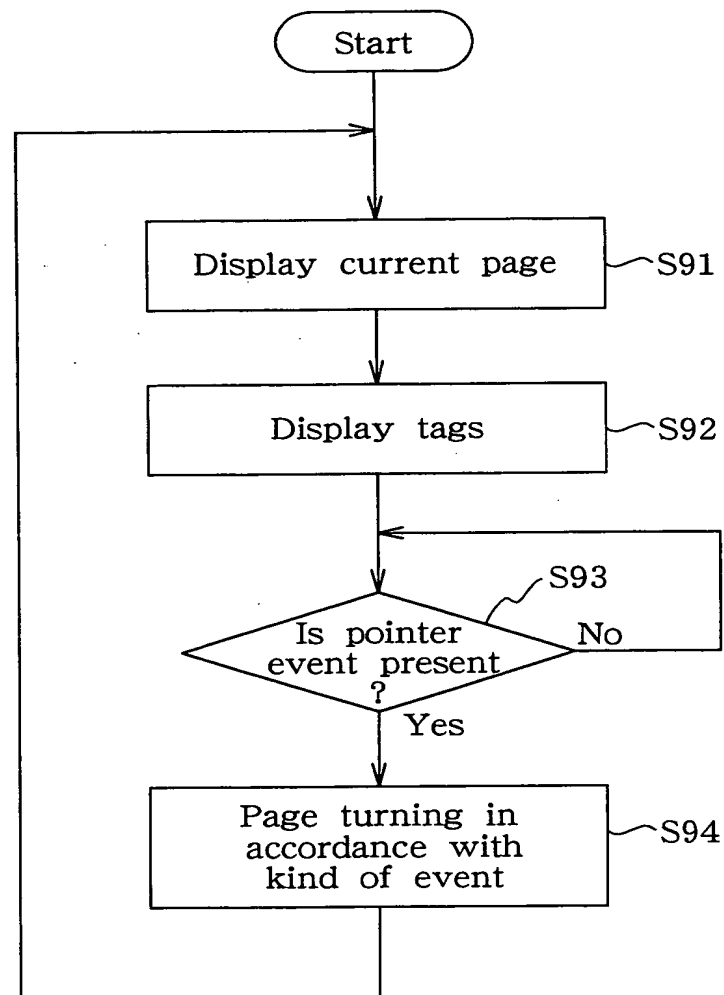 Start
Display current page
S91
Display tags
S92
S93
Is pointer
event present
?
No
Yes
Page turning in
accordance with
kind of event
S94